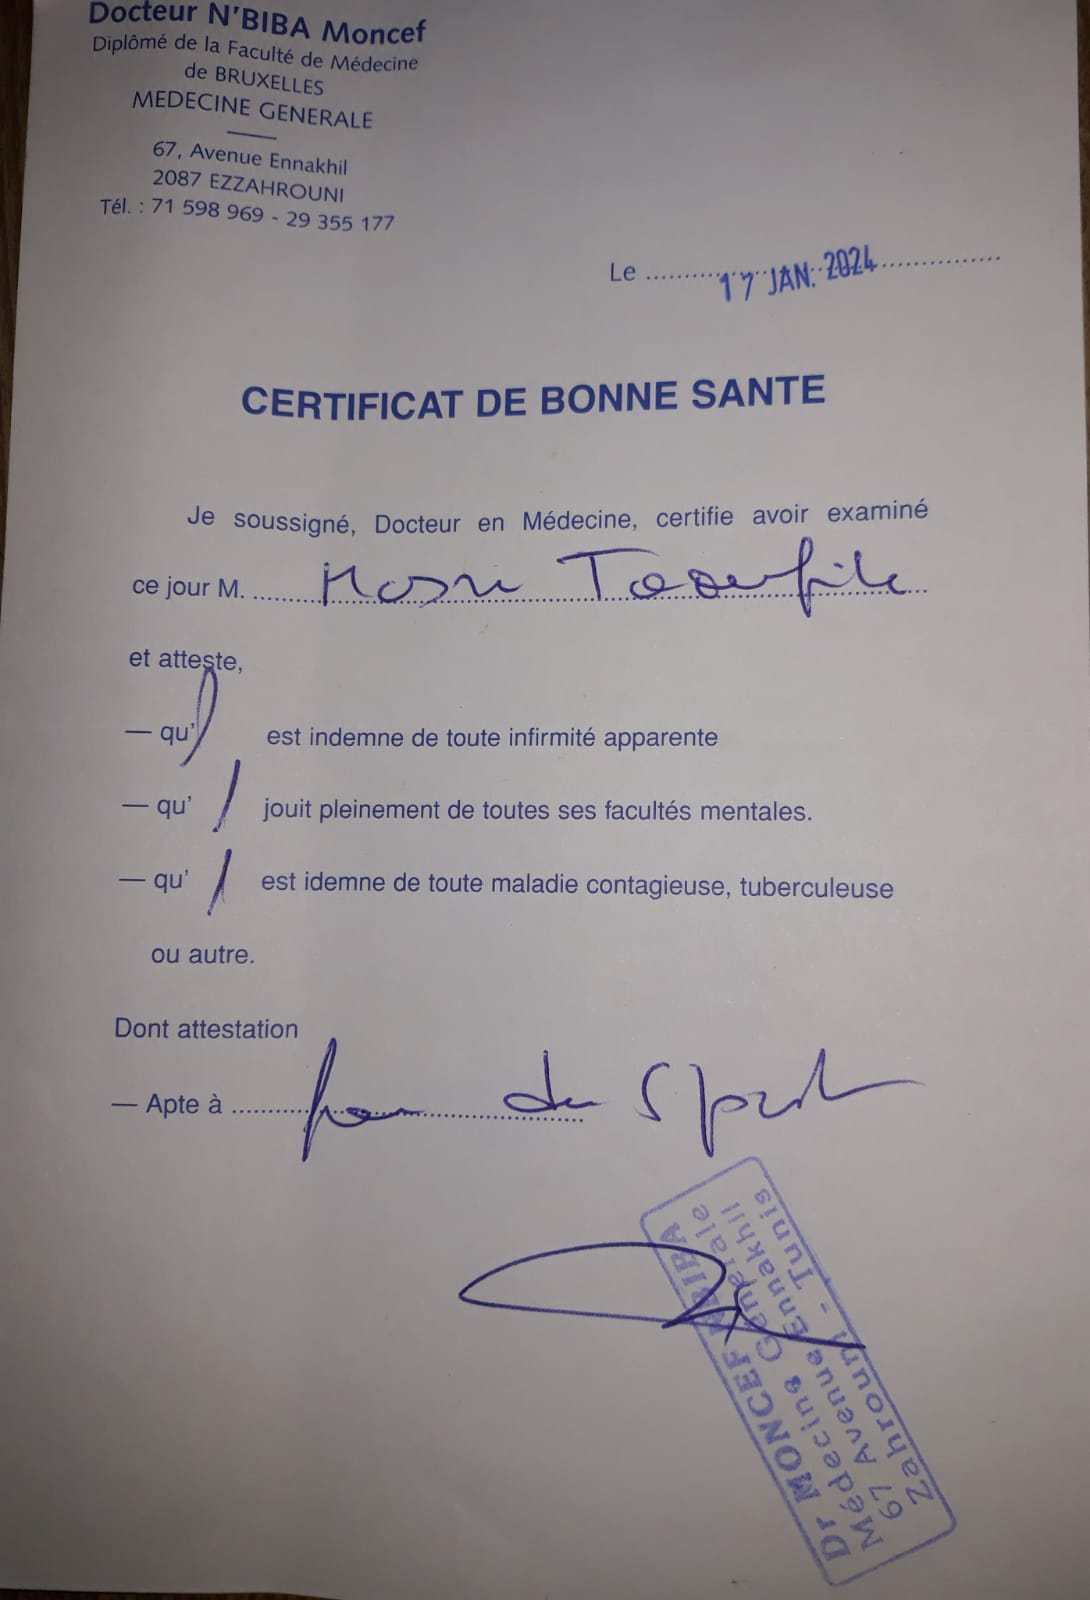 Docteur N'BIBA Moncef
Diplômé de la Faculté de Médecine
de BRUXELLES
MEDECINE GENERALE
67, Avenue Ennakhil
2087 EZZAHROUNI
Tél. : 71 598 969 - 29 355 177
Le 17 JAN. 2024
CERTIFICAT DE BONNE SANTE
Je soussigné, Docteur en Médecine, certifie avoir examiné
ce jour M.
et atteste,
— qu' est indemne de toute infirmité apparente
— qu' jouit pleinement de toutes ses facultés mentales.
— qu' est idemne de toute maladie contagieuse, tuberculeuse
ou autre.
Dont attestation
— Apte à du Sport
Dr MONCEF NBIBA
Médecine Générale
67 Avenue Ennakhil
Zahrouni - Tunis